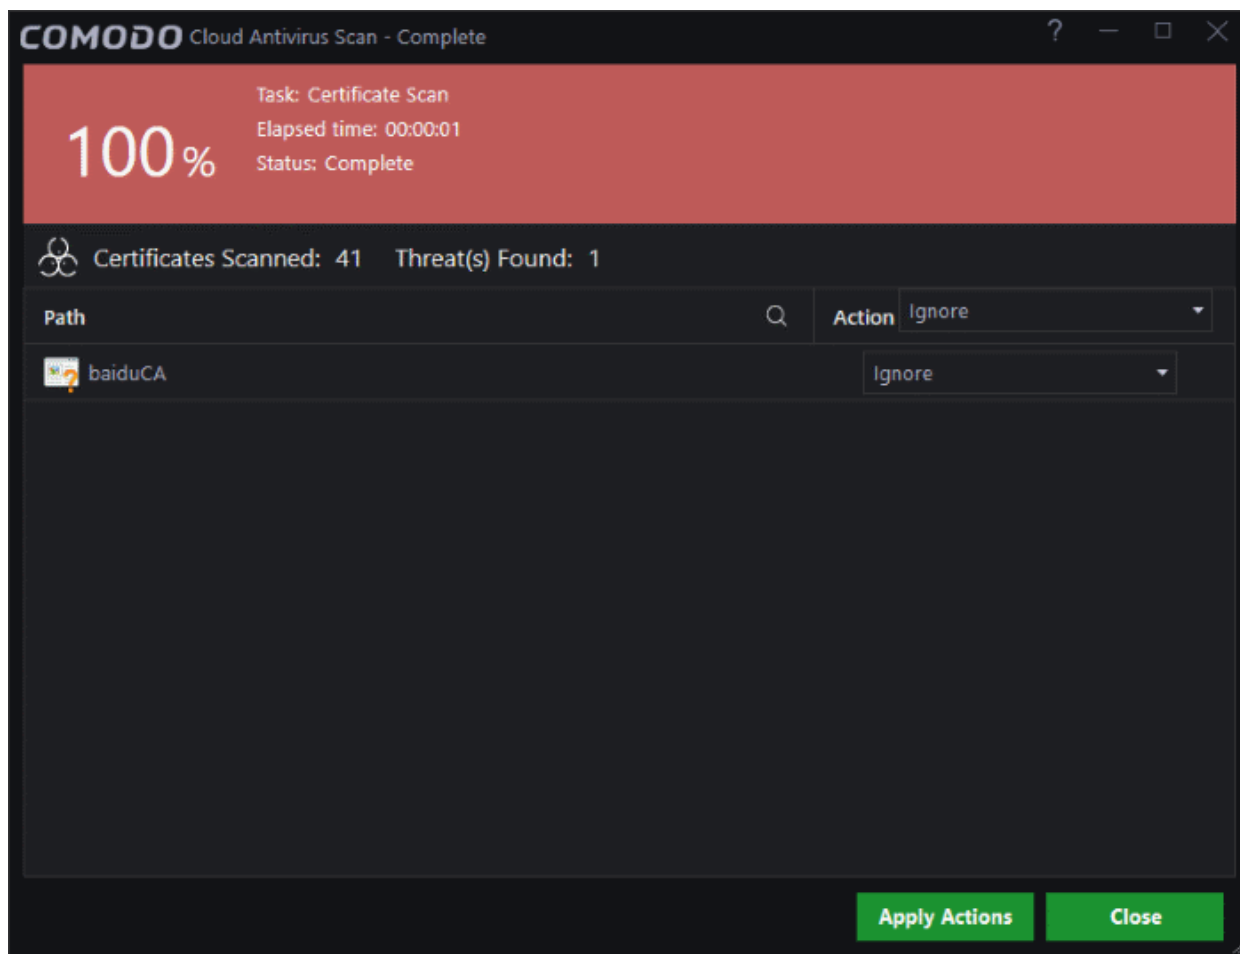 COMODO Cloud Antivirus Scan - Complete
?
100 %
Task: Certificate Scan
Elapsed time: 00:00:01
Status: Complete
Certificates Scanned: 41 Threat(s) Found: 1
Path Action Ignore
baiduCA Ignore
Apply Actions Close